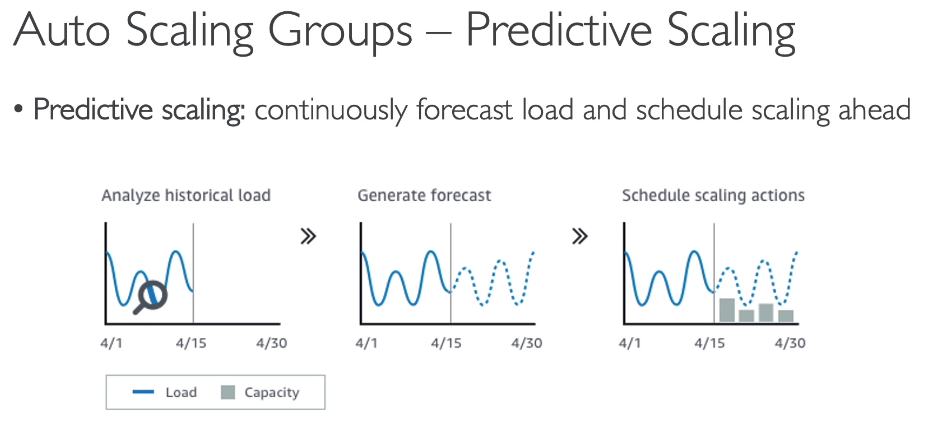 Auto Scaling Groups – Predictive Scaling
• Predictive scaling: continuously forecast load and schedule scaling ahead
Analyze historical load
4/1 4/15 4/30
Generate forecast
4/1 4/15 4/30
Schedule scaling actions
4/1 4/15 4/30
Load Capacity